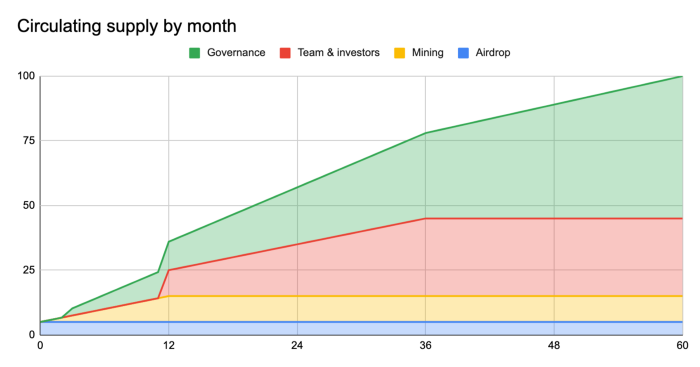 Circulating supply by month
Governance Team & investors Mining Airdrop
100
75
50
25
0
0 12 24 36 48 60